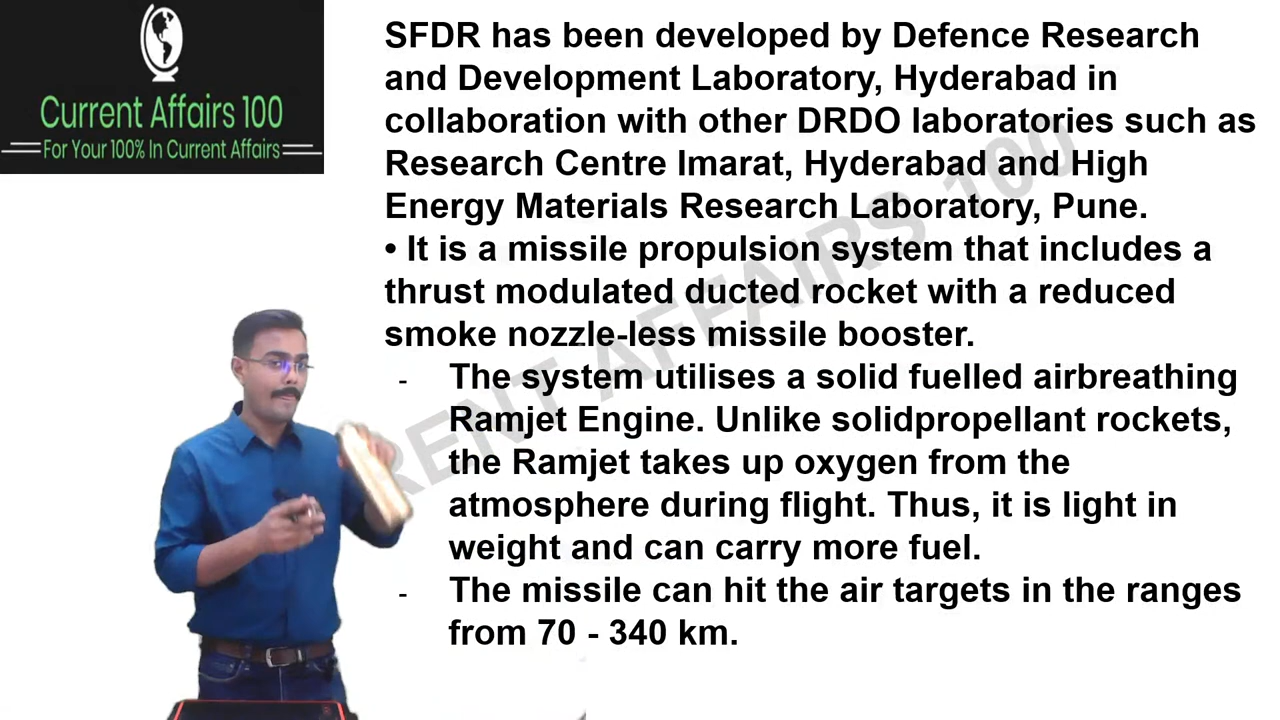 Current Affairs 100
For Your 100% In Current Affairs
SFDR has been developed by Defence Research
and Development Laboratory, Hyderabad in
collaboration with other DRDO laboratories such as
Research Centre Imarat, Hyderabad and High
Energy Materials Research Laboratory, Pune.
• It is a missile propulsion system that includes a
thrust modulated ducted rocket with a reduced
smoke nozzle-less missile booster.
- The system utilises a solid fuelled airbreathing
Ramjet Engine. Unlike solidpropellant rockets,
the Ramjet takes up oxygen from the
atmosphere during flight. Thus, it is light in
weight and can carry more fuel.
- The missile can hit the air targets in the ranges
from 70 - 340 km.
RENT AFFAIRS 100